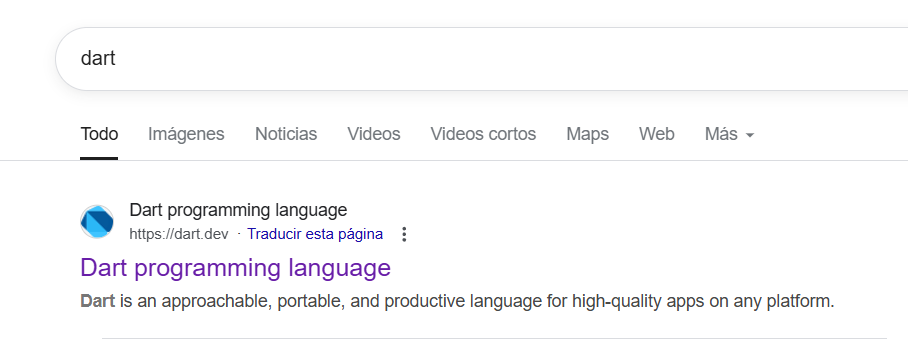 dart
Todo Imágenes Noticias Videos Videos cortos Maps Web Más
Dart programming language
https://dart.dev · Traducir esta página
Dart programming language
Dart is an approachable, portable, and productive language for high-quality apps on any platform.